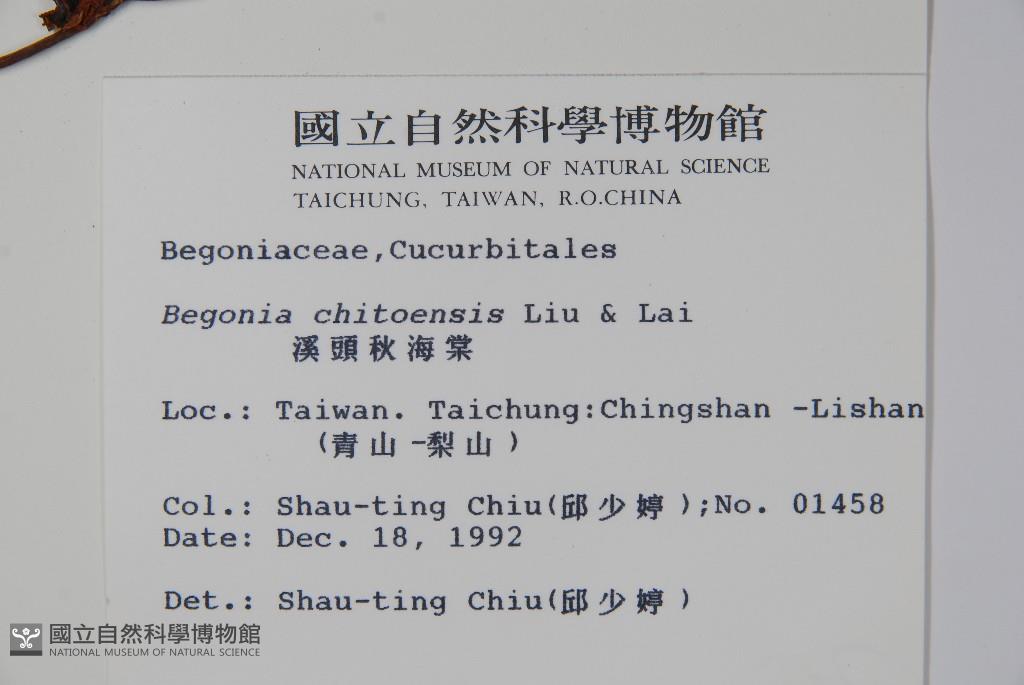 國立自然科學博物館
NATIONAL MUSEUM OF NATURAL SCIENCE
TAICHUNG, TAIWAN, R.O.CHINA
Begoniaceae,Cucurbitales
Begonia chitoensis Liu & Lai
溪頭秋海棠
Loc.: Taiwan. Taichung:Chingshan -Lishan
(青山-梨山)
Col.: Shau-ting Chiu(邱少婷);No. 01458
Date: Dec. 18, 1992
Det.: Shau-ting Chiu(邱少婷)
國立自然科學博物館
NATIONAL MUSEUM OF NATURAL SCIENCE